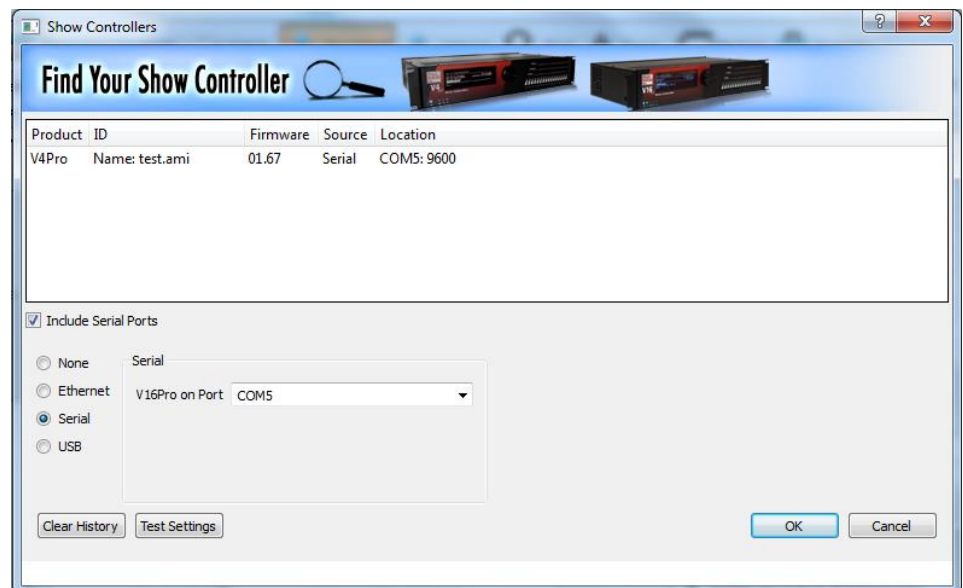 Show Controllers
Find Your Show Controller
V4
V16
Product ID Firmware Source Location
V4Pro Name: test.ami 01.67 Serial COM5: 9600
Include Serial Ports
None
Ethernet
Serial
USB
Serial
V16Pro on Port COM5
Clear History Test Settings OK Cancel